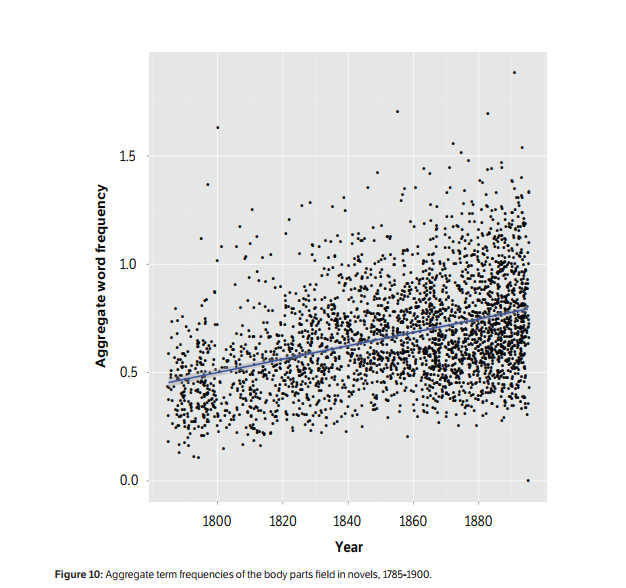 1.5
1.0
0.5
0.0
Aggregate word frequency
1800 1820 1840 1860 1880
Year
Figure 10: Aggregate term frequencies of the body parts field in novels, 1785-1900.